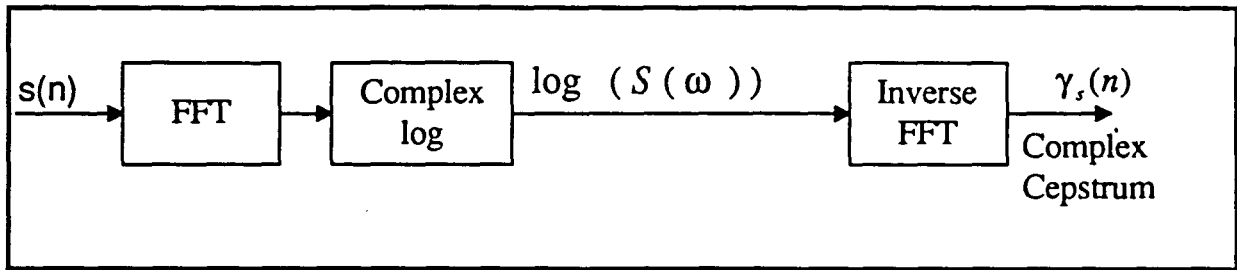 s(n)
FFT
Complex
log
log ( S ( ω ) )
Inverse
FFT
γₛ(n)
Complex
Cepstrum